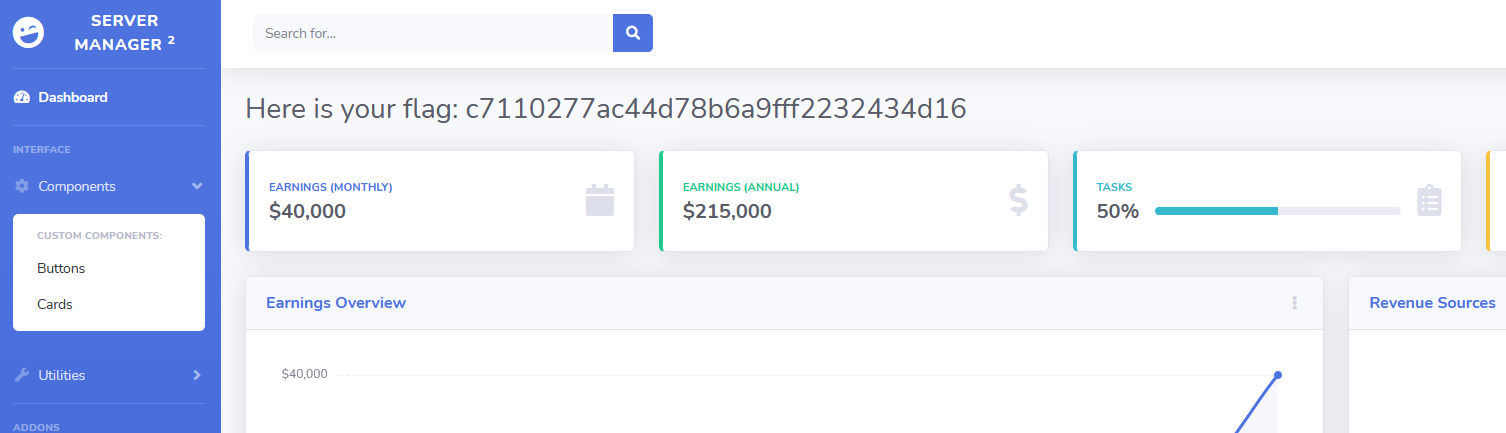 SERVER
MANAGER 2
Search for...
Dashboard
Here is your flag: c7110277ac44d78b6a9fff2232434d16
INTERFACE
Components
EARNINGS (MONTHLY)
$40,000
EARNINGS (ANNUAL)
$215,000
TASKS
50%
CUSTOM COMPONENTS:
Buttons
Cards
Earnings Overview
Revenue Sources
Utilities
$40,000
ADDONS